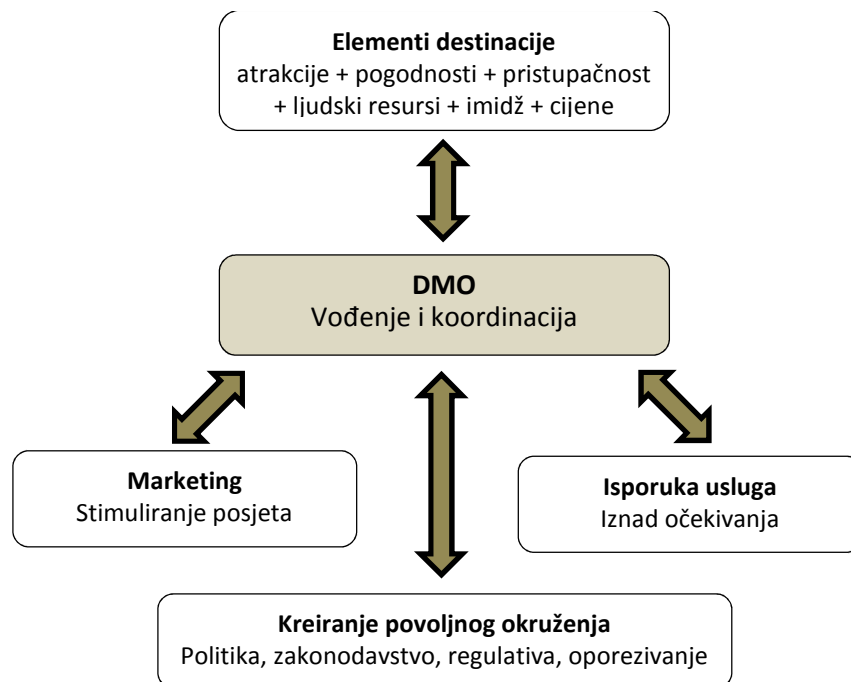 Elementi destinacije
atrakcije + pogodnosti + pristupačnost
+ ljudski resursi + imidž + cijene
DMO
Vođenje i koordinacija
Marketing
Stimuliranje posjeta
Isporuka usluga
Iznad očekivanja
Kreiranje povoljnog okruženja
Politika, zakonodavstvo, regulativa, oporezivanje